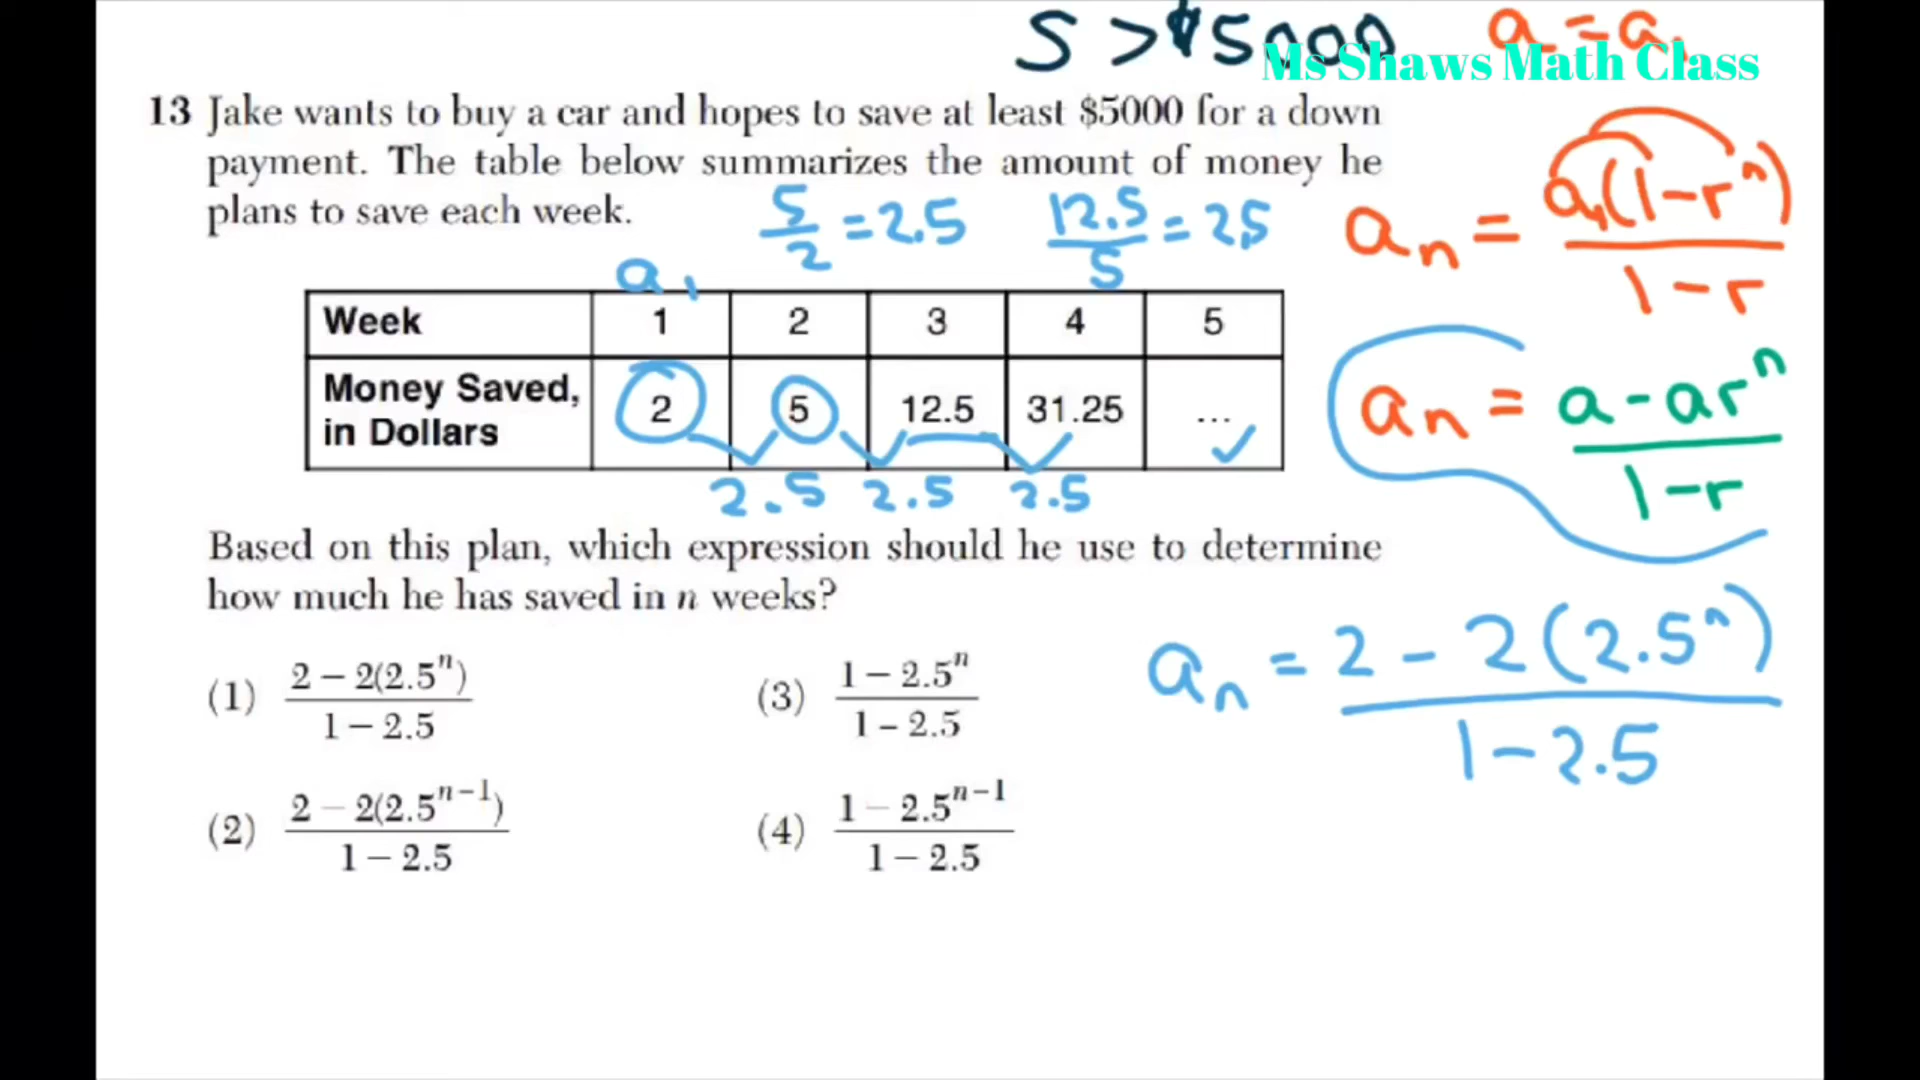 S > $5000 a = a₁
Ms Shaws Math Class
13 Jake wants to buy a car and hopes to save at least $5000 for a down
payment. The table below summarizes the amount of money he
plans to save each week.
5/2 = 2.5 12.5/5 = 2.5
aₙ = a₁(1 - rⁿ)/(1 - r)
a₁
Week 1 2 3 4 5
Money Saved, in Dollars 2 5 12.5 31.25 ...
2.5 2.5 2.5
aₙ = (a - arⁿ)/(1 - r)
Based on this plan, which expression should he use to determine
how much he has saved in n weeks?
aₙ = (2 - 2(2.5ⁿ))/(1 - 2.5)
(1) (2 – 2(2.5ⁿ))/(1 – 2.5) (3) (1 – 2.5ⁿ)/(1 – 2.5)
(2) (2 – 2(2.5ⁿ⁻¹))/(1 – 2.5) (4) (1 – 2.5ⁿ⁻¹)/(1 – 2.5)